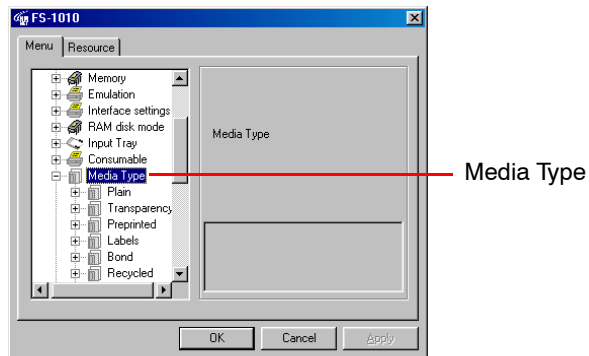 FS-1010
Menu Resource
Memory
Emulation
Interface settings
RAM disk mode
Input Tray
Consumable
Media Type
Plain
Transparency
Preprinted
Labels
Bond
Recycled
Media Type
Media Type
OK Cancel Apply